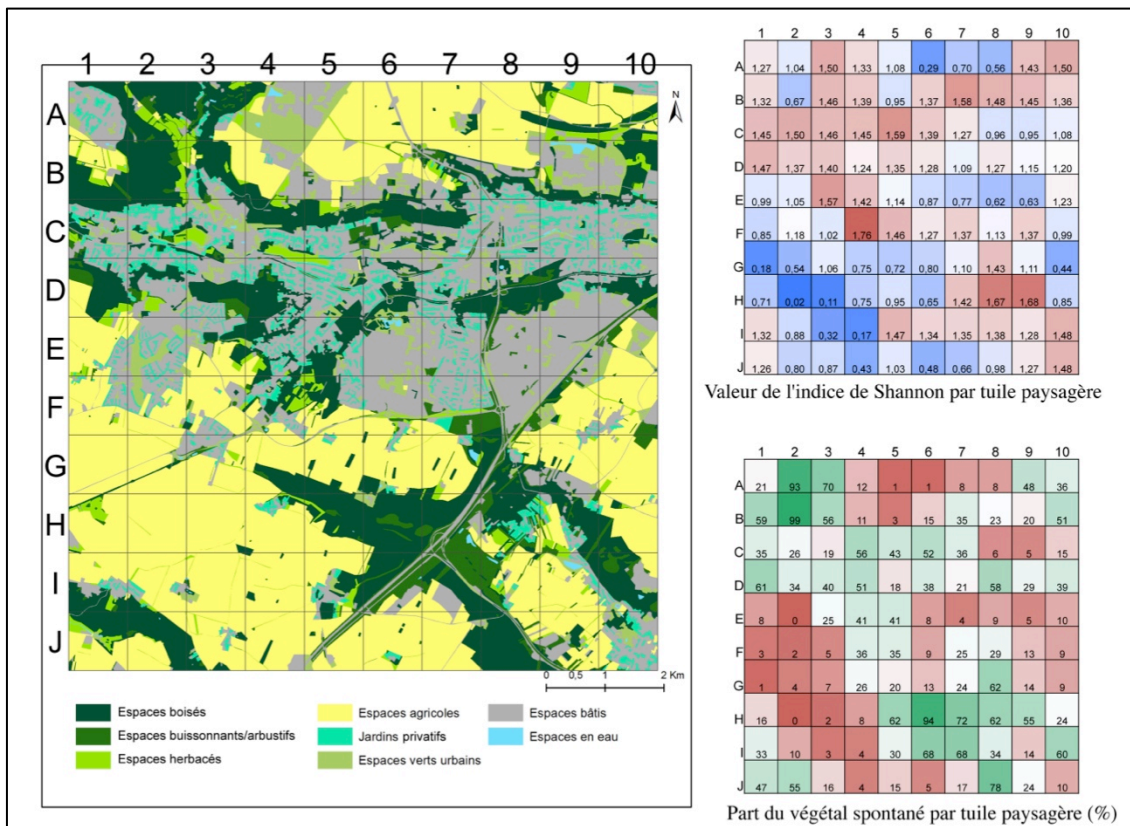 1 2 3 4 5 6 7 8 9 10
A
B
C
D
E
F
G
H
I
J
N
0 0,5 1 2 Km
Espaces boisés
Espaces buissonnants/arbustifs
Espaces herbacés
Espaces agricoles
Jardins privatifs
Espaces verts urbains
Espaces bâtis
Espaces en eau
1 2 3 4 5 6 7 8 9 10
A 1,27 1,04 1,50 1,33 1,08 0,29 0,70 0,56 1,43 1,50
B 1,32 0,67 1,46 1,39 0,95 1,37 1,58 1,48 1,45 1,36
C 1,45 1,50 1,46 1,45 1,59 1,39 1,27 0,96 0,95 1,08
D 1,47 1,37 1,40 1,24 1,35 1,28 1,09 1,27 1,15 1,20
E 0,99 1,05 1,57 1,42 1,14 0,87 0,77 0,62 0,63 1,23
F 0,85 1,18 1,02 1,76 1,46 1,27 1,37 1,13 1,37 0,99
G 0,18 0,54 1,06 0,75 0,72 0,80 1,10 1,43 1,11 0,44
H 0,71 0,02 0,11 0,75 0,95 0,65 1,42 1,67 1,68 0,85
I 1,32 0,88 0,32 0,17 1,47 1,34 1,35 1,38 1,28 1,48
J 1,26 0,80 0,87 0,43 1,03 0,48 0,66 0,98 1,27 1,48
Valeur de l'indice de Shannon par tuile paysagère
1 2 3 4 5 6 7 8 9 10
A 21 93 70 12 1 1 8 8 48 36
B 59 99 56 11 3 15 35 23 20 51
C 35 26 19 56 43 52 36 6 5 15
D 61 34 40 51 18 38 21 58 29 39
E 8 0 25 41 41 8 4 9 5 10
F 3 2 5 36 35 9 25 29 13 9
G 1 4 7 26 20 13 24 62 14 9
H 16 0 2 8 62 94 72 62 55 24
I 33 10 3 4 30 68 68 34 14 60
J 47 55 16 4 15 5 17 78 24 10
Part du végétal spontané par tuile paysagère (%)